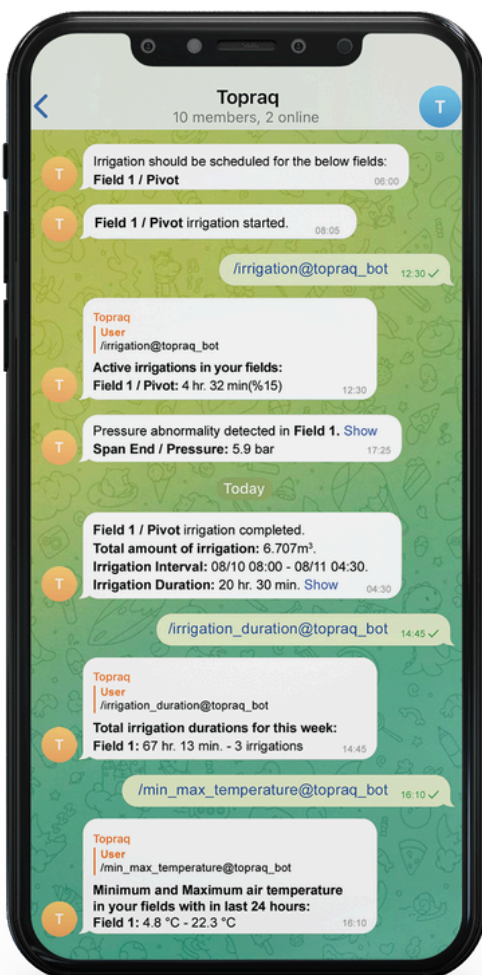 Topraq
10 members, 2 online
T
T
Irrigation should be scheduled for the below fields:
Field 1 / Pivot
06:00
T
Field 1 / Pivot irrigation started.
08:05
/irrigation@topraq_bot 12:30
Topraq
User
/irrigation@topraq_bot
Active irrigations in your fields:
Field 1 / Pivot: 4 hr. 32 min(%15)
12:30
T
Pressure abnormality detected in Field 1. Show
Span End / Pressure: 5.9 bar
17:25
T
Today
Field 1 / Pivot irrigation completed.
Total amount of irrigation: 6.707m³.
Irrigation Interval: 08/10 08:00 - 08/11 04:30.
Irrigation Duration: 20 hr. 30 min. Show
04:30
T
/irrigation_duration@topraq_bot 14:45
Topraq
User
/irrigation_duration@topraq_bot
Total irrigation durations for this week:
Field 1: 67 hr. 13 min. - 3 irrigations
14:45
T
/min_max_temperature@topraq_bot 16:10
Topraq
User
/min_max_temperature@topraq_bot
Minimum and Maximum air temperature
in your fields with in last 24 hours:
Field 1: 4.8 °C - 22.3 °C
16:10
T